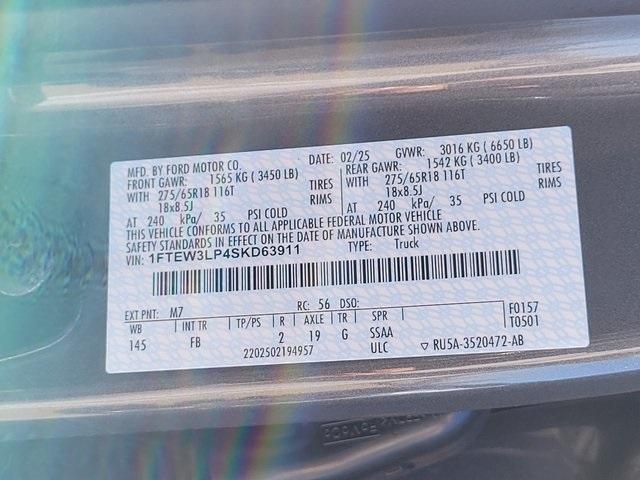 MFD. BY FORD MOTOR CO. DATE: 02/25 GVWR: 3016 KG ( 6650 LB)
FRONT GAWR: 1565 KG ( 3450 LB) REAR GAWR: 1542 KG ( 3400 LB)
WITH 275/65R18 116T TIRES WITH 275/65R18 116T TIRES
18x8.5J RIMS 18x8.5J RIMS
AT 240 kPa/ 35 PSI COLD AT 240 kPa/ 35 PSI COLD
THIS VEHICLE CONFORMS TO ALL APPLICABLE FEDERAL MOTOR VEHICLE
SAFETY STANDARDS IN EFFECT ON THE DATE OF MANUFACTURE SHOWN ABOVE.
VIN: 1FTEW3LP4SKD63911 TYPE: Truck
EXT PNT: M7 RC: 56 DSO:
WB INT TR TP/PS R AXLE TR SPR F0157
145 FB 2 19 G SSAA T0501
2202502194957 ULC ▽ RU5A-3520472-AB